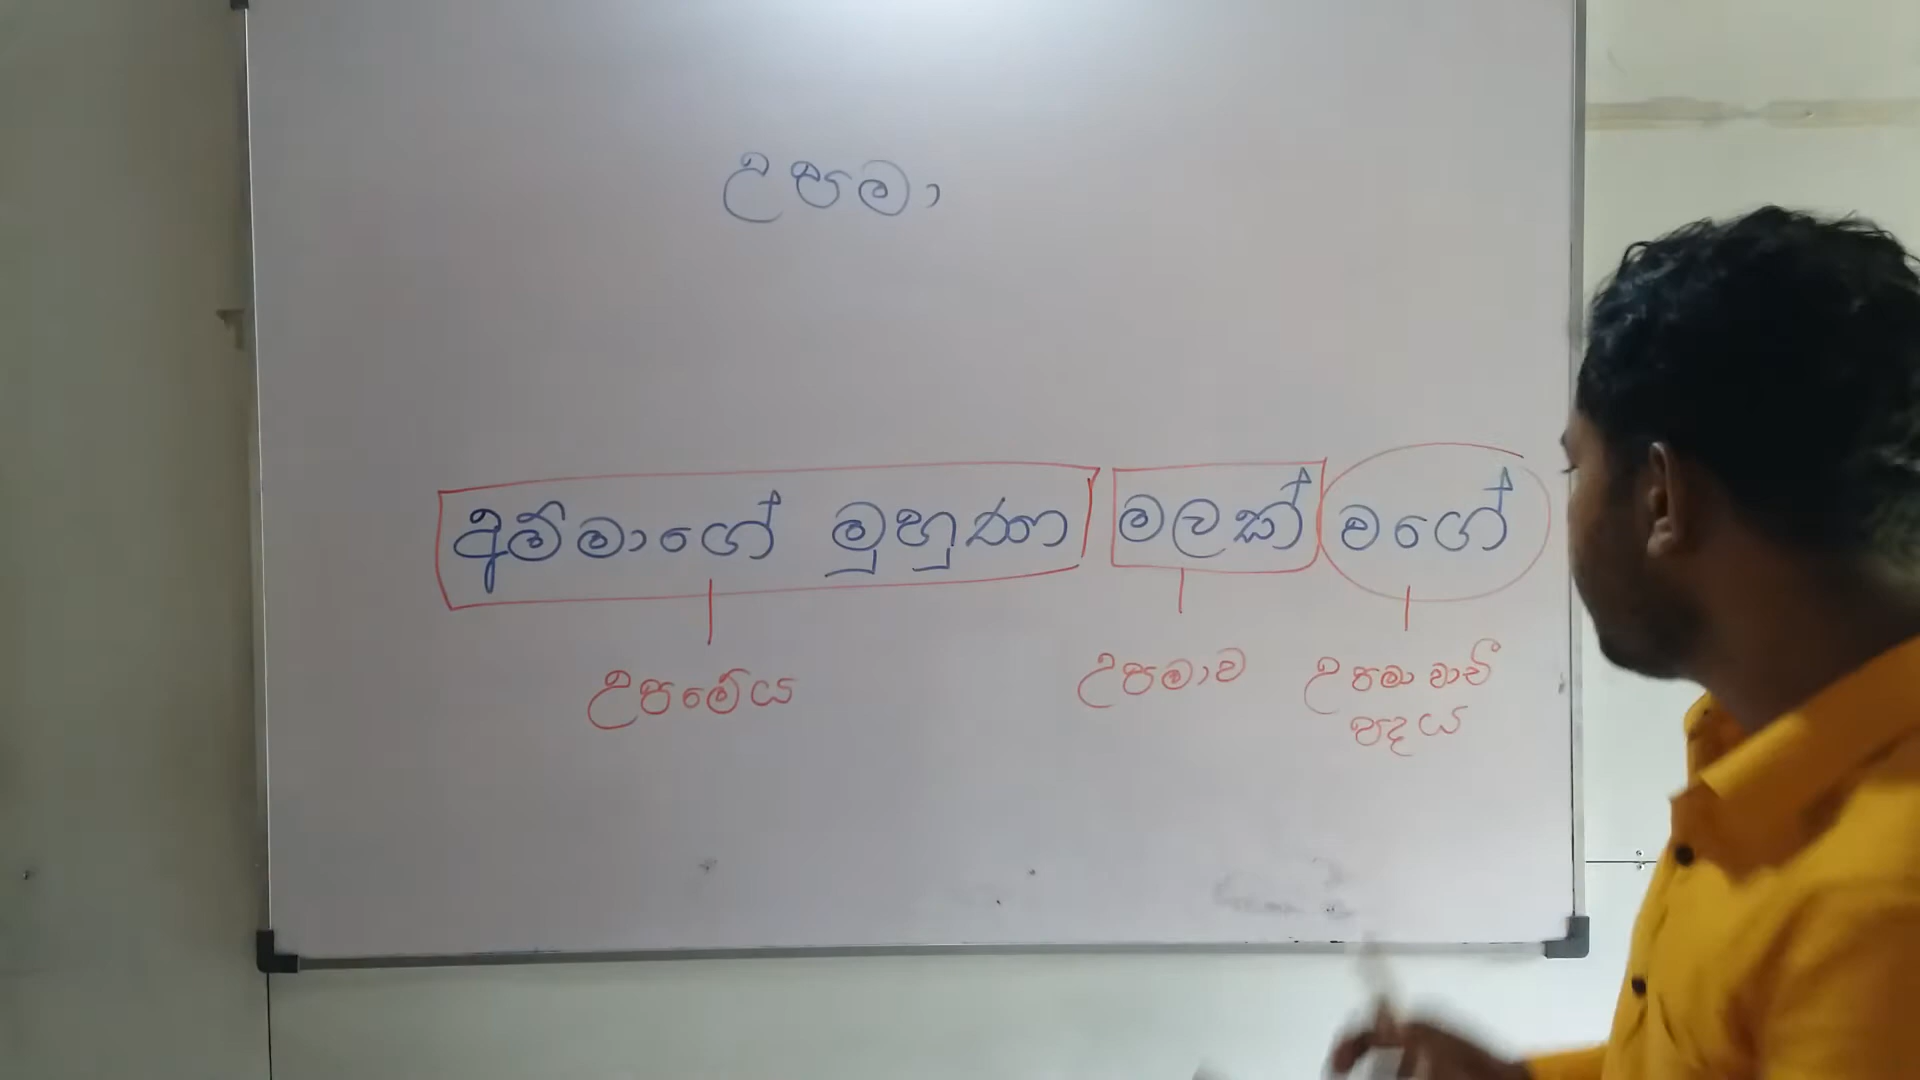 උපමා
අම්මාගේ මුහුණ මලක් වගේ
උපමේය උපමාව උපමා වාචී
පදය